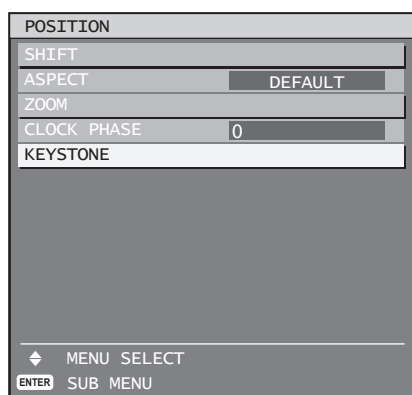 POSITION
SHIFT
ASPECT DEFAULT
ZOOM
CLOCK PHASE 0
KEYSTONE
MENU SELECT
ENTER SUB MENU